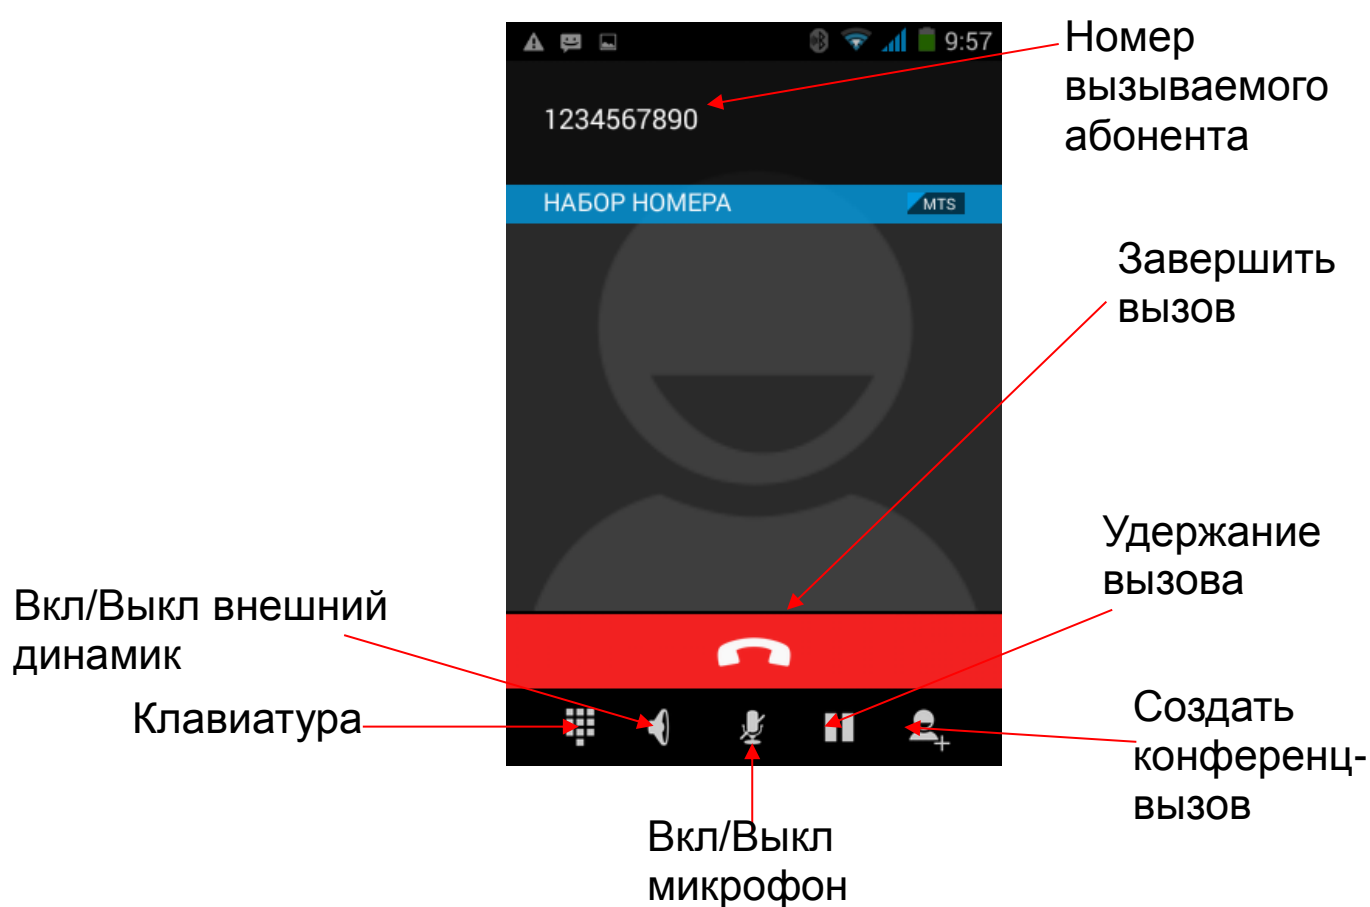 9:57
Номер
вызываемого
абонента
1234567890
НАБОР НОМЕРА
MTS
Завершить
вызов
Удержание
вызова
Вкл/Выкл внешний
динамик
Клавиатура
Создать
конференц-
вызов
Вкл/Выкл
микрофон